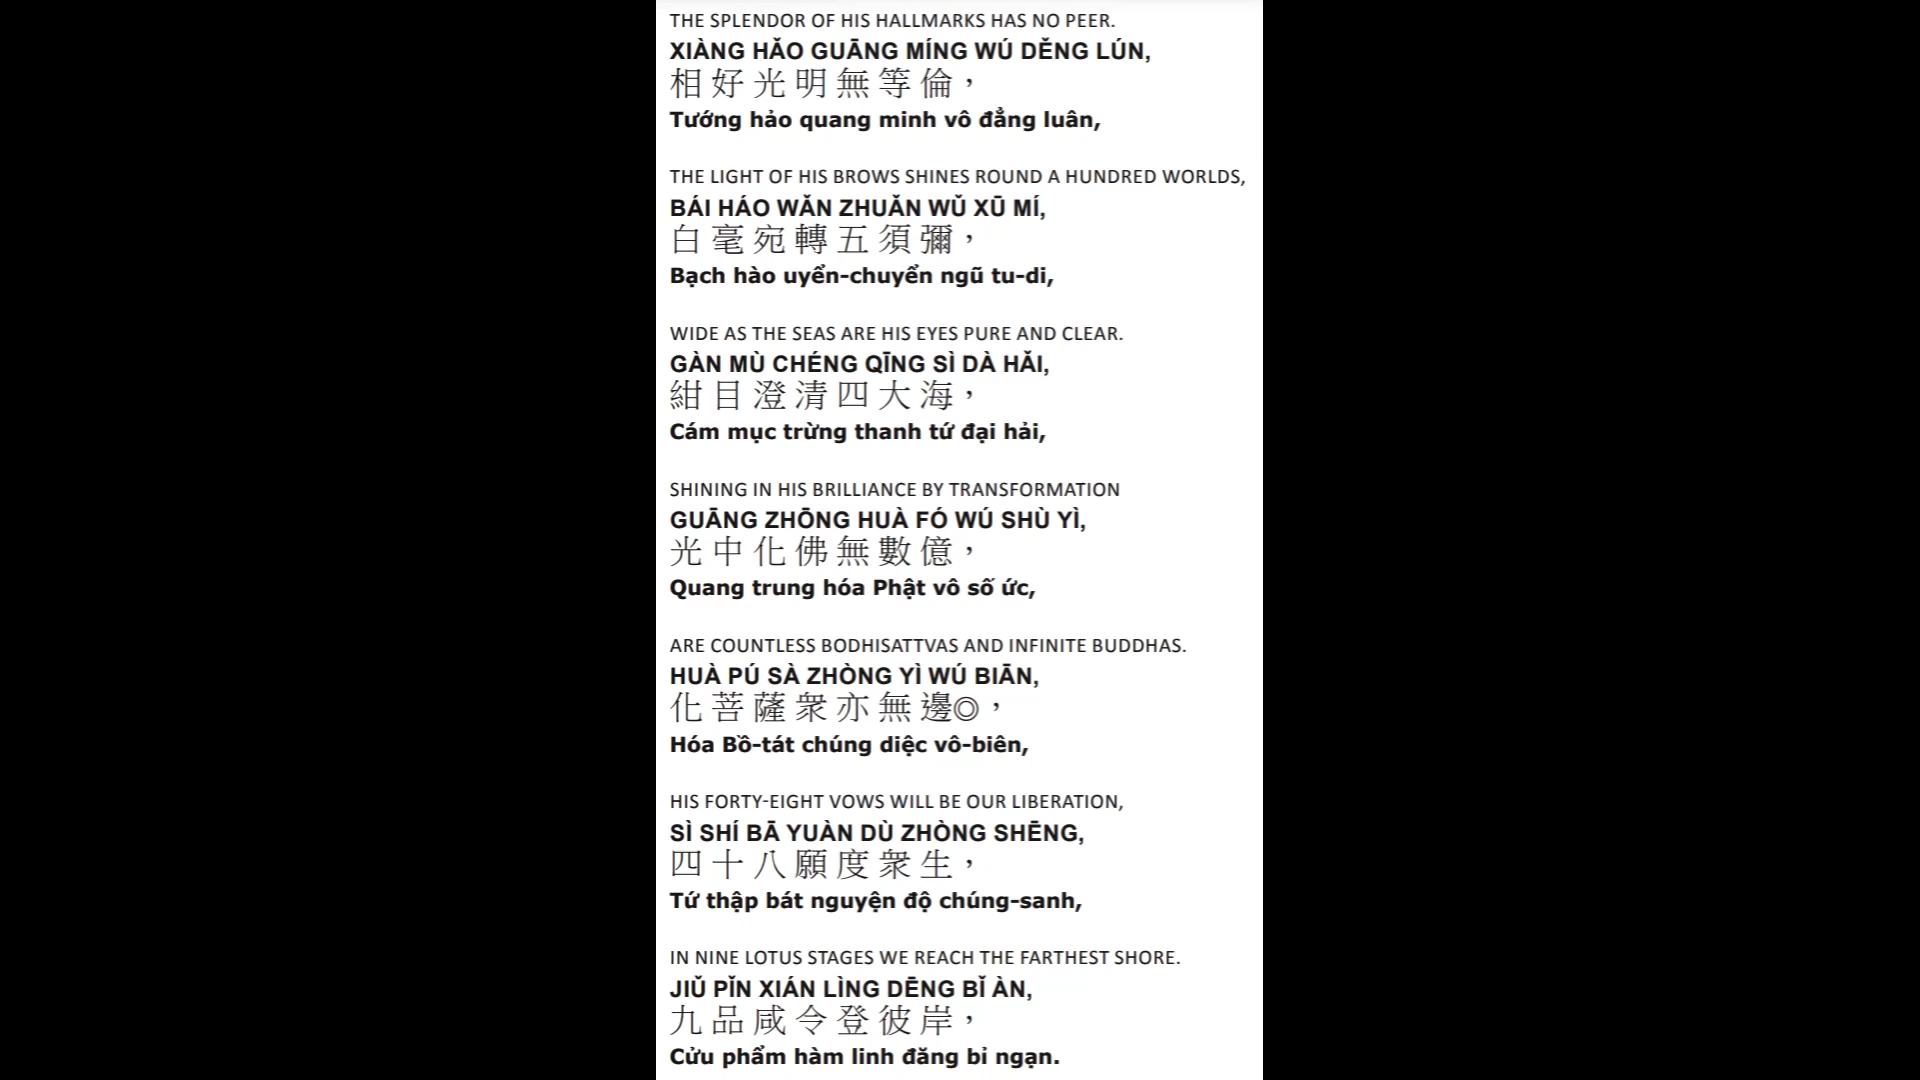 THE SPLENDOR OF HIS HALLMARKS HAS NO PEER.
XIÀNG HǍO GUĀNG MÍNG WÚ DĚNG LÚN,
相好光明無等倫，
Tướng hảo quang minh vô đẳng luân,
THE LIGHT OF HIS BROWS SHINES ROUND A HUNDRED WORLDS,
BÁI HÁO WǍN ZHUǍN WǓ XŪ MÍ,
白毫宛轉五須彌，
Bạch hào uyển-chuyển ngũ tu-di,
WIDE AS THE SEAS ARE HIS EYES PURE AND CLEAR.
GÀN MÙ CHÉNG QĪNG SÌ DÀ HǍI,
紺目澄清四大海，
Cám mục trừng thanh tứ đại hải,
SHINING IN HIS BRILLIANCE BY TRANSFORMATION
GUĀNG ZHŌNG HUÀ FÓ WÚ SHÙ YÌ,
光中化佛無數億，
Quang trung hóa Phật vô số ức,
ARE COUNTLESS BODHISATTVAS AND INFINITE BUDDHAS.
HUÀ PÚ SÀ ZHÒNG YÌ WÚ BIĀN,
化菩薩衆亦無邊◎，
Hóa Bồ-tát chúng diệc vô-biên,
HIS FORTY-EIGHT VOWS WILL BE OUR LIBERATION,
SÌ SHÍ BĀ YUÀN DÙ ZHÒNG SHĒNG,
四十八願度衆生，
Tứ thập bát nguyện độ chúng-sanh,
IN NINE LOTUS STAGES WE REACH THE FARTHEST SHORE.
JIǓ PǏN XIÁN LÌNG DĒNG BǏ ÀN,
九品咸令登彼岸，
Cửu phẩm hàm linh đăng bỉ ngạn.